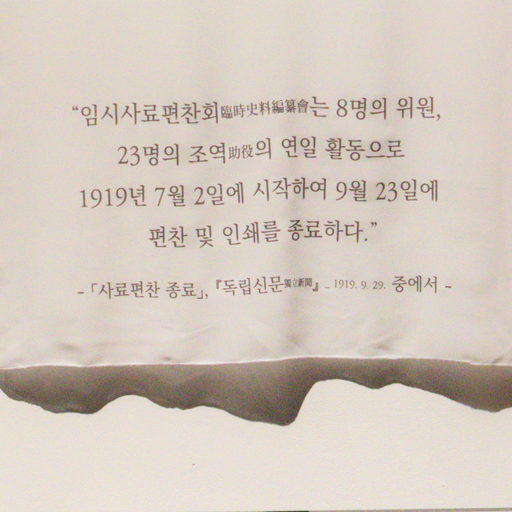 “임시사료편찬회臨時史料編纂會는 8명의 위원,
23명의 조역助役의 연일 활동으로
1919년 7월 2일에 시작하여 9월 23일에
편찬 및 인쇄를 종료하다.”
-「사료편찬 종료」, 『독립신문獨立新聞』_ 1919. 9. 29. 중에서 -